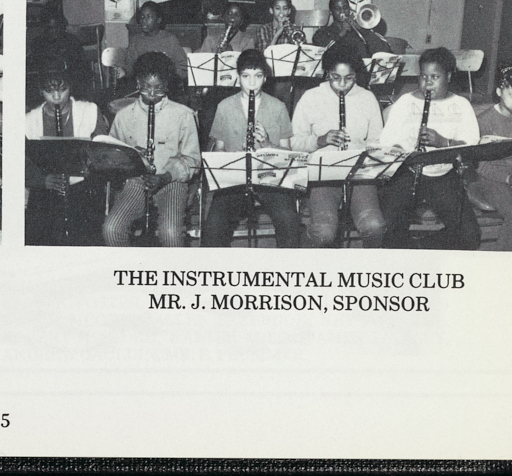 THE INSTRUMENTAL MUSIC CLUB
MR. J. MORRISON, SPONSOR
5